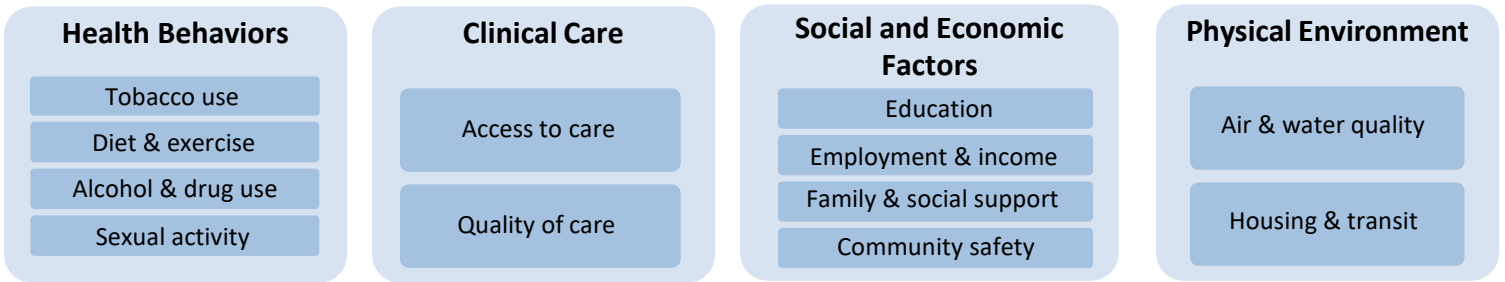 Health Behaviors
Tobacco use
Diet & exercise
Alcohol & drug use
Sexual activity
Clinical Care
Access to care
Quality of care
Social and Economic
Factors
Education
Employment & income
Family & social support
Community safety
Physical Environment
Air & water quality
Housing & transit